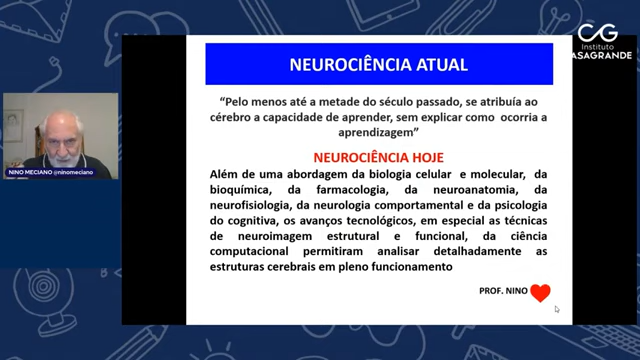 CG
Instituto
ASAGRANDE
NEUROCIÊNCIA ATUAL
“Pelo menos até a metade do século passado, se atribuía ao
cérebro a capacidade de aprender, sem explicar como ocorria a
aprendizagem”
NEUROCIÊNCIA HOJE
Além de uma abordagem da biologia celular e molecular, da
bioquímica, da farmacologia, da neuroanatomia, da
neurofisiologia, da neurologia comportamental e da psicologia
do cognitiva, os avanços tecnológicos, em especial as técnicas
de neuroimagem estrutural e funcional, da ciência
computacional permitiram analisar detalhadamente as
estruturas cerebrais em pleno funcionamento
PROF. NINO
NINO MECIANO @ninomeciano